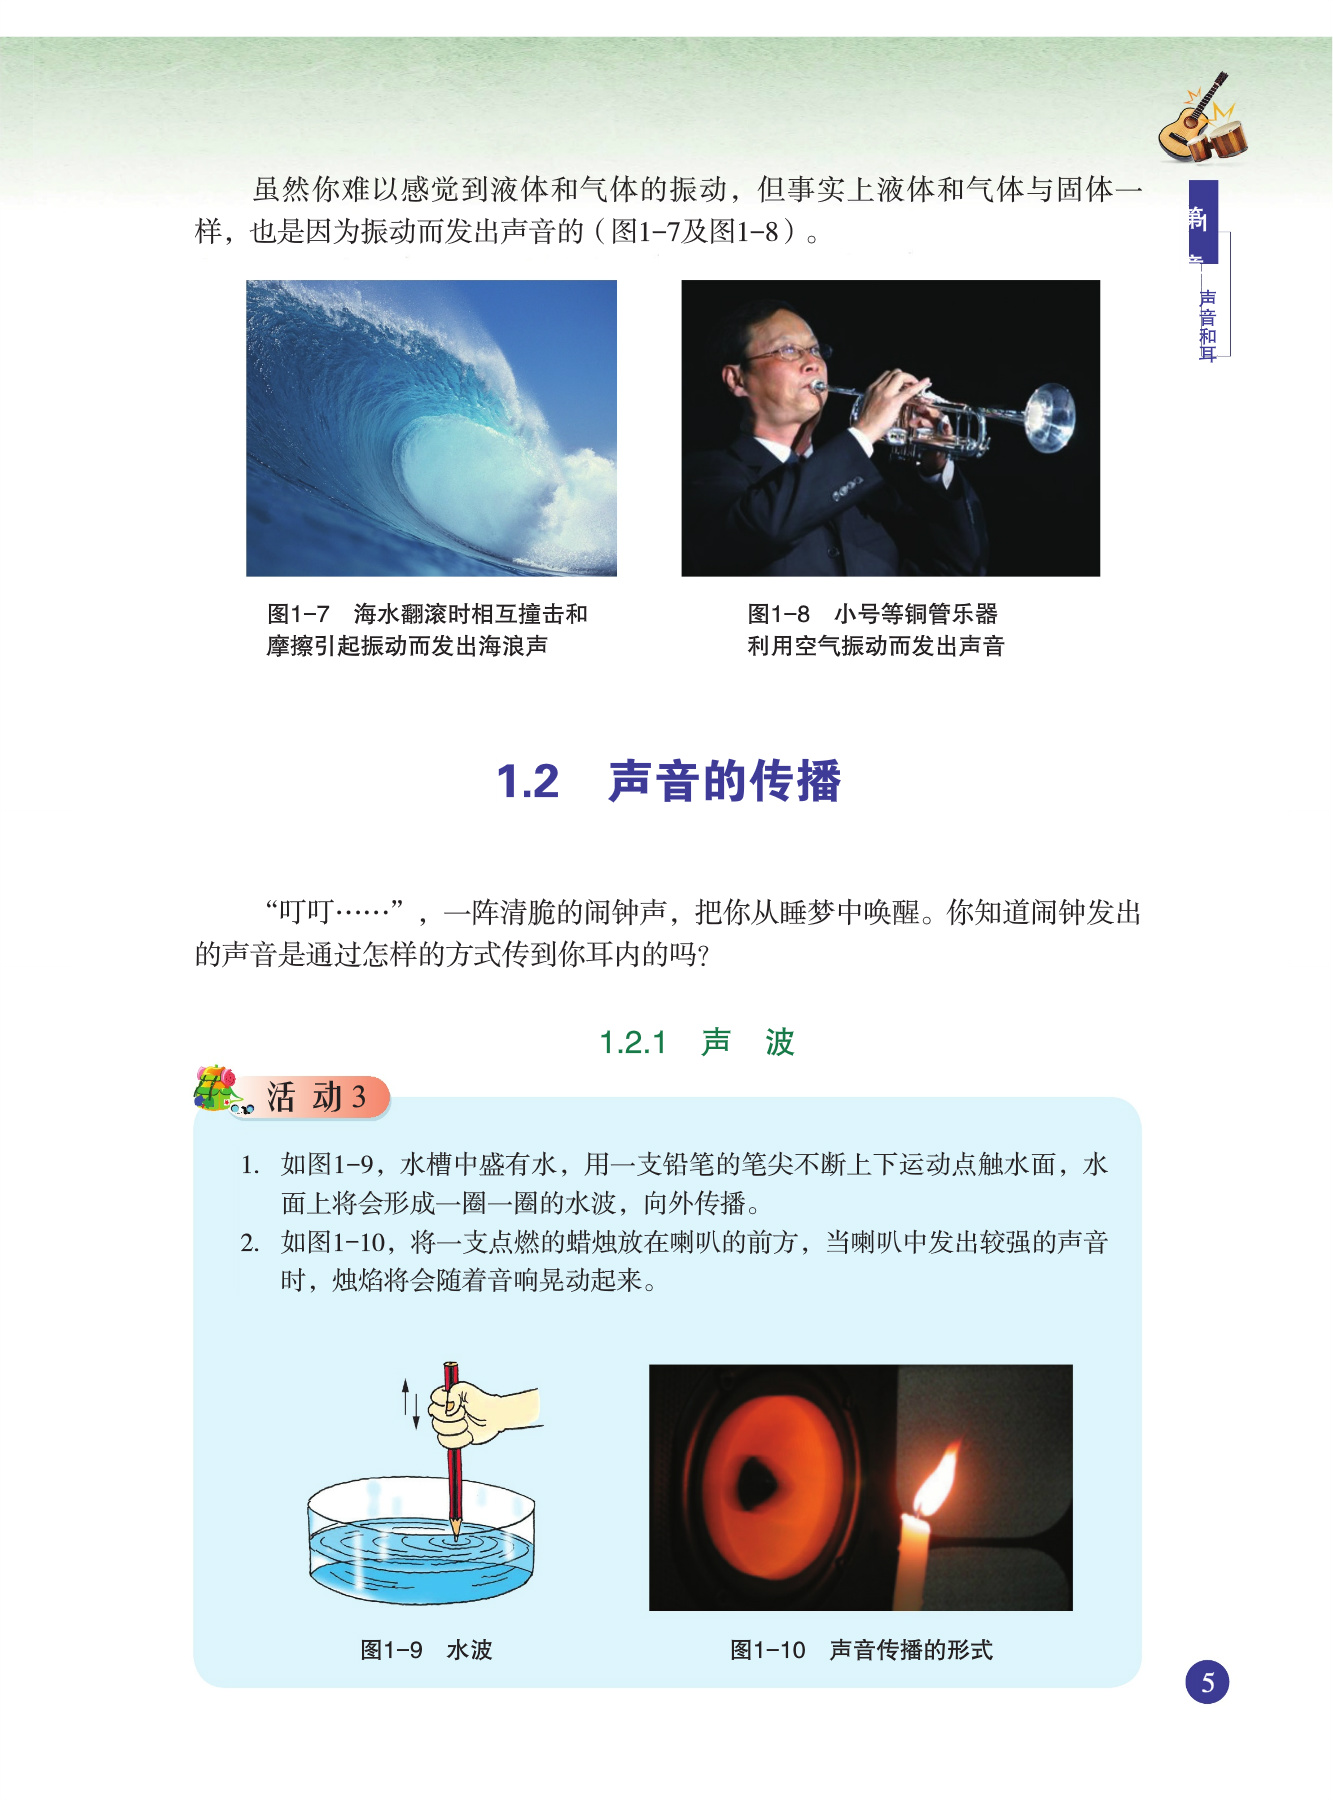 虽然你难以感觉到液体和气体的振动，但事实上液体和气体与固体一
样，也是因为振动而发出声音的（图1-7及图1-8）。
第1章
声音和耳
图1-7　海水翻滚时相互撞击和
摩擦引起振动而发出海浪声
图1-8　小号等铜管乐器
利用空气振动而发出声音
1.2　声音的传播
“叮叮……”，一阵清脆的闹钟声，把你从睡梦中唤醒。你知道闹钟发出
的声音是通过怎样的方式传到你耳内的吗？
1.2.1　声　波
活 动 3
1. 如图1-9，水槽中盛有水，用一支铅笔的笔尖不断上下运动点触水面，水
面上将会形成一圈一圈的水波，向外传播。
2. 如图1-10，将一支点燃的蜡烛放在喇叭的前方，当喇叭中发出较强的声音
时，烛焰将会随着音响晃动起来。
图1-9　水波
图1-10　声音传播的形式
5